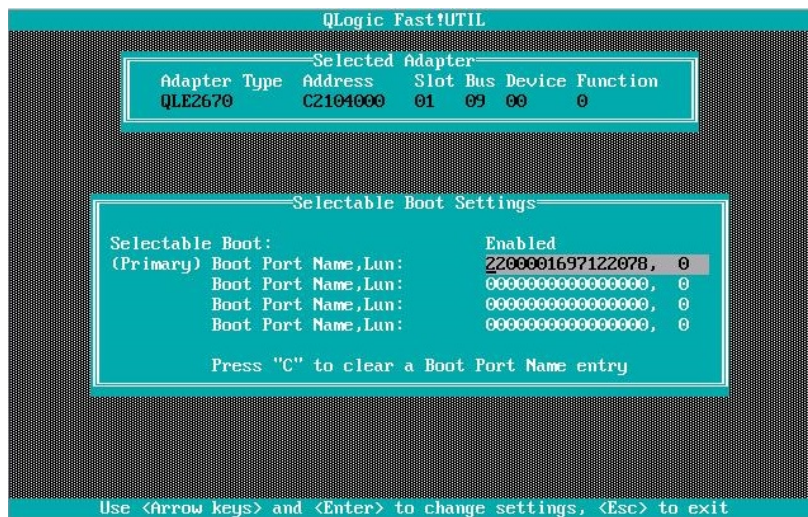 QLogic Fast!UTIL
Selected Adapter
Adapter Type Address Slot Bus Device Function
QLE2670 C2104000 01 09 00 0
Selectable Boot Settings
Selectable Boot: Enabled
(Primary) Boot Port Name,Lun: 2200001697122078, 0
Boot Port Name,Lun: 0000000000000000, 0
Boot Port Name,Lun: 0000000000000000, 0
Boot Port Name,Lun: 0000000000000000, 0
Press "C" to clear a Boot Port Name entry
Use <Arrow keys> and <Enter> to change settings, <Esc> to exit